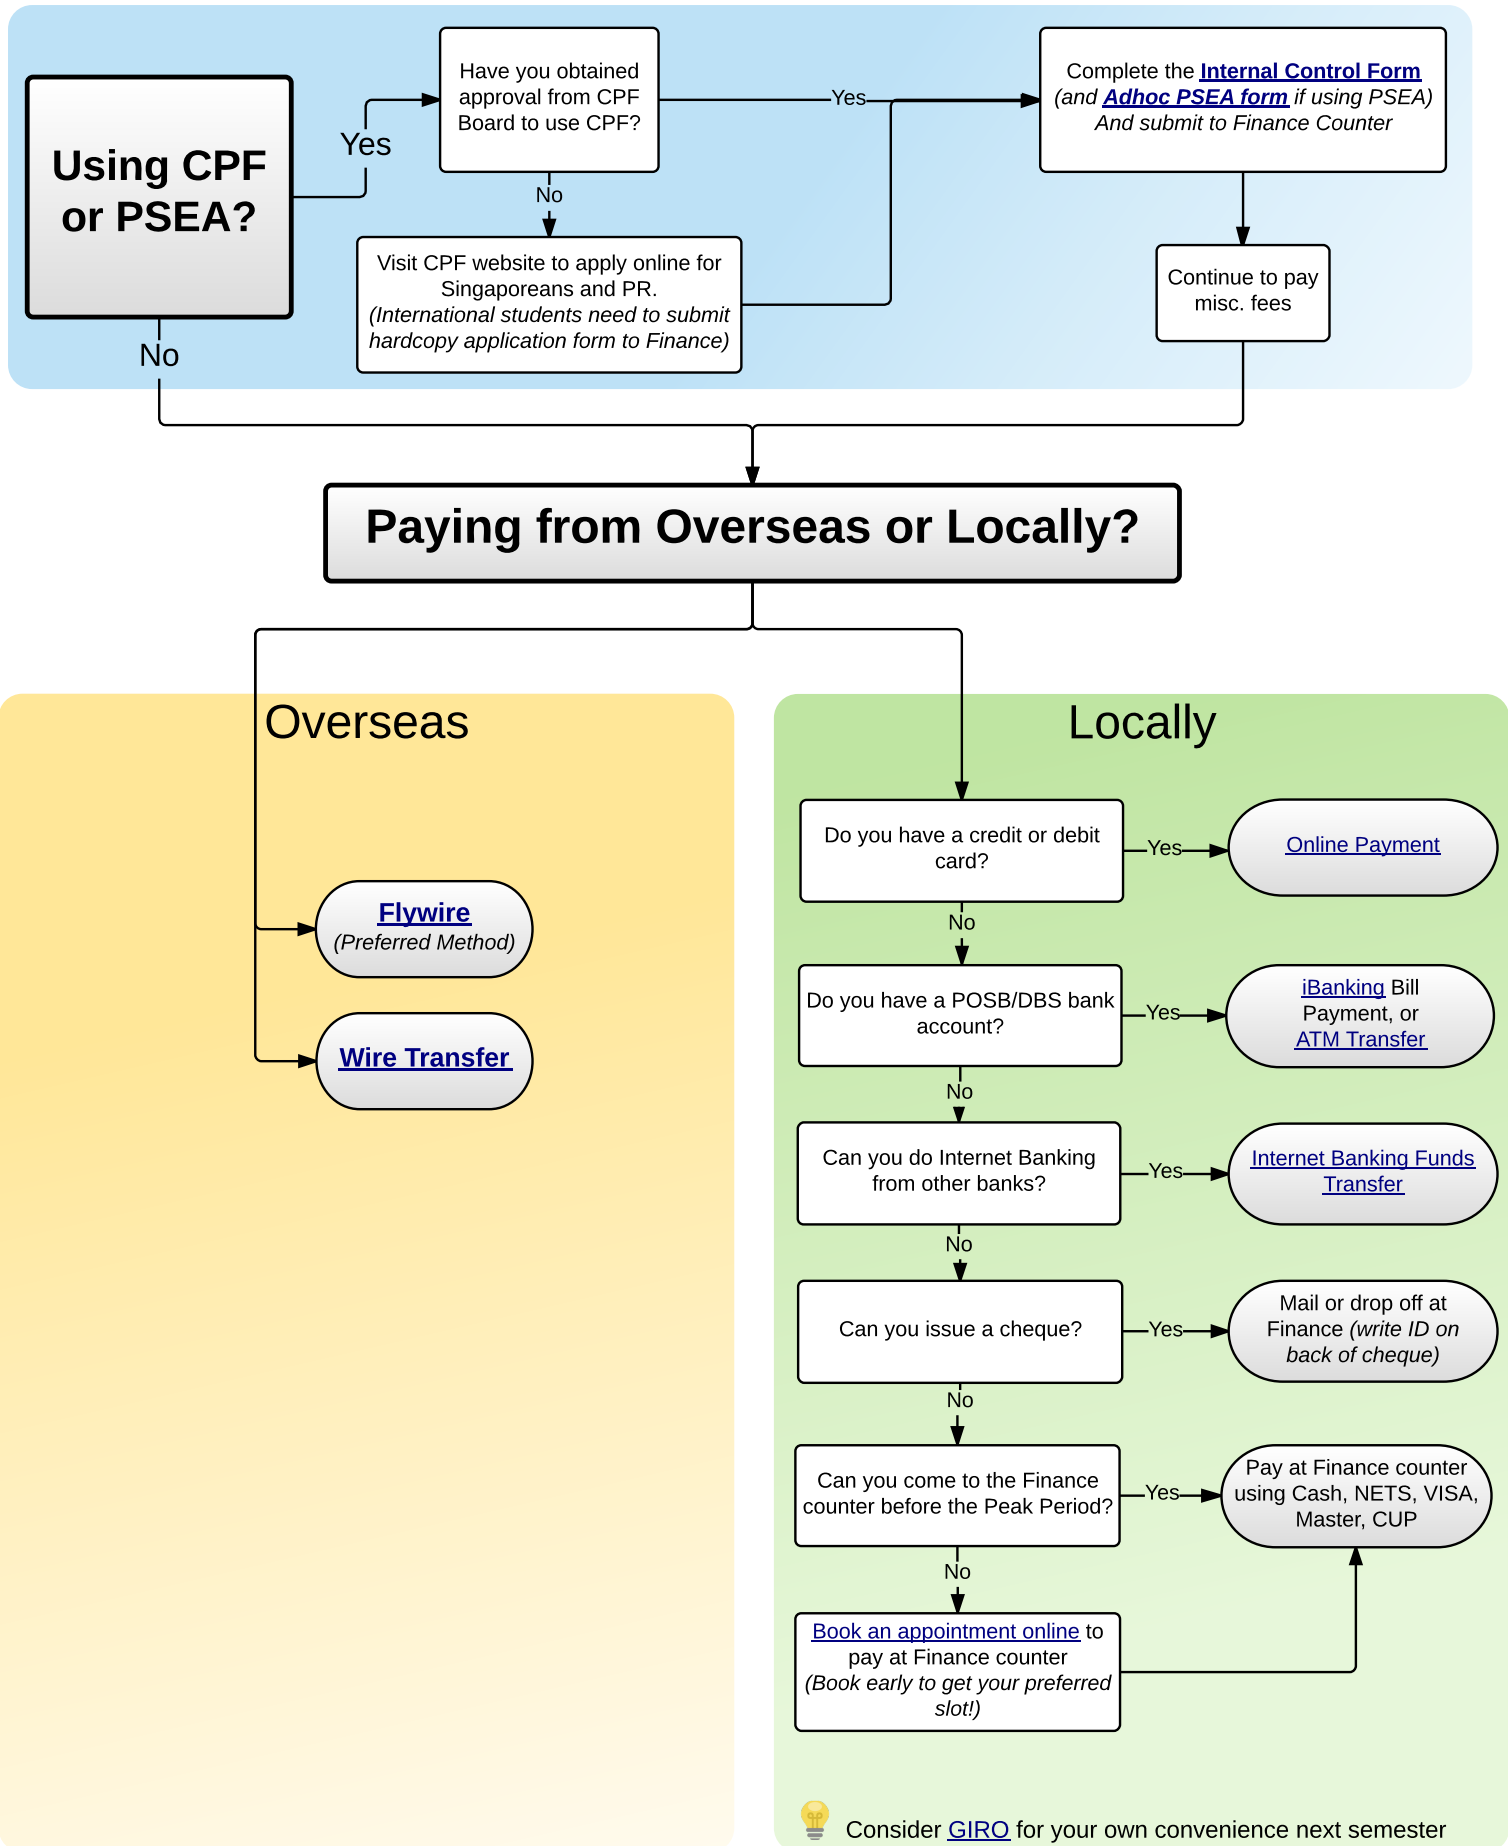 Using CPF
or PSEA?
Yes
No
Have you obtained
approval from CPF
Board to use CPF?
Yes
No
Visit CPF website to apply online for
Singaporeans and PR.
(International students need to submit
hardcopy application form to Finance)
Complete the Internal Control Form
(and Adhoc PSEA form if using PSEA)
And submit to Finance Counter
Continue to pay
misc. fees
Paying from Overseas or Locally?
Overseas
Flywire
(Preferred Method)
Wire Transfer
Locally
Do you have a credit or debit
card?
Yes
Online Payment
No
Do you have a POSB/DBS bank
account?
Yes
iBanking Bill
Payment, or
ATM Transfer
No
Can you do Internet Banking
from other banks?
Yes
Internet Banking Funds
Transfer
No
Can you issue a cheque?
Yes
Mail or drop off at
Finance (write ID on
back of cheque)
No
Can you come to the Finance
counter before the Peak Period?
Yes
Pay at Finance counter
using Cash, NETS, VISA,
Master, CUP
No
Book an appointment online to
pay at Finance counter
(Book early to get your preferred
slot!)
Consider GIRO for your own convenience next semester